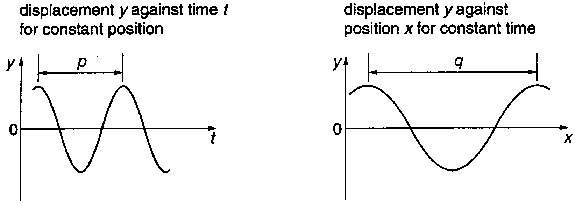 displacement y against time t
for constant position
y
p
0
t
displacement y against
position x for constant time
y
q
0
x